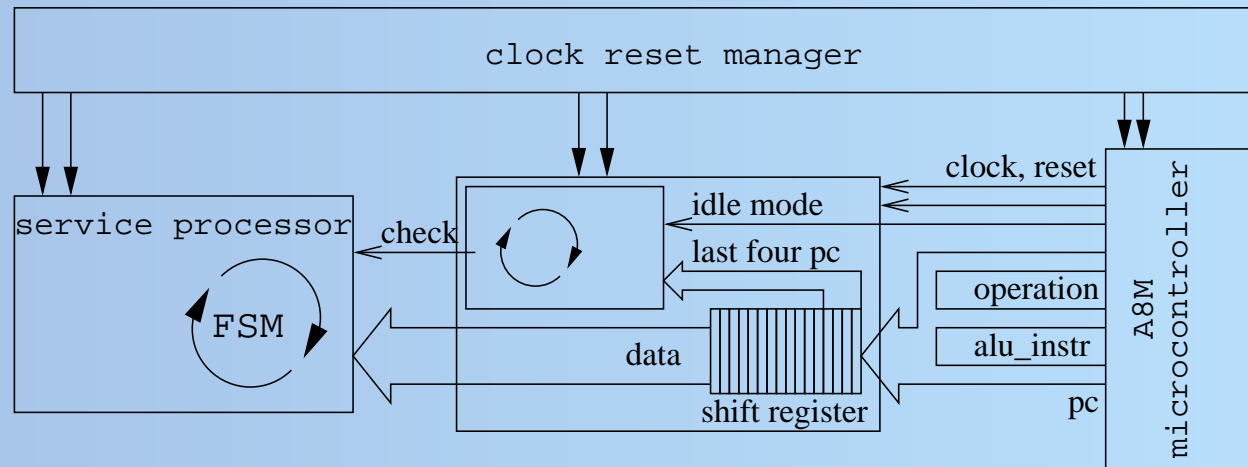 clock reset manager
service processor
FSM
check
clock, reset
idle mode
last four pc
data
shift register
operation
alu_instr
pc
A8M
microcontroller